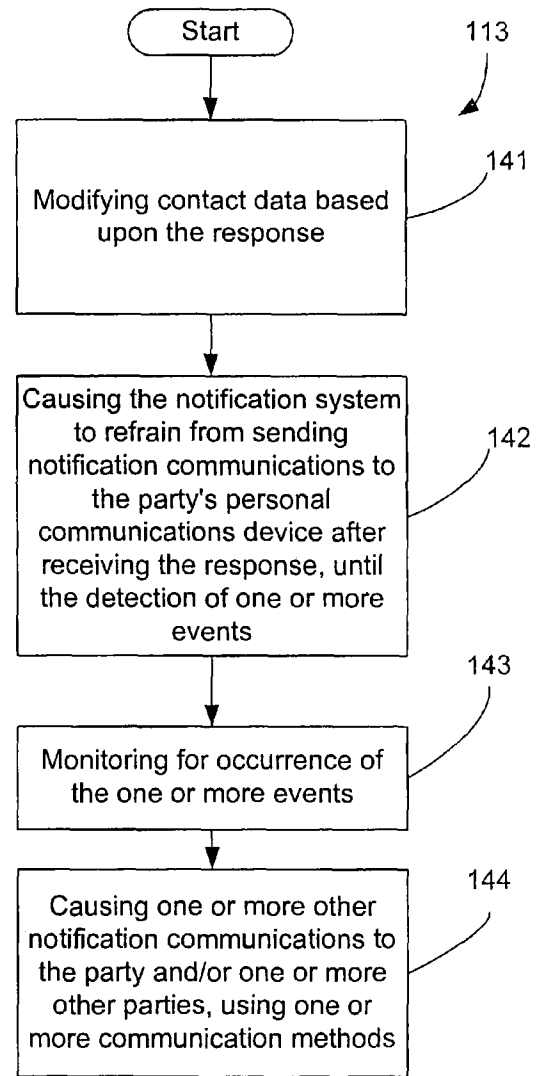 Start
113
141
Modifying contact data based
upon the response
Causing the notification system
to refrain from sending
notification communications to
the party's personal
communications device after
receiving the response, until
the detection of one or more
events
142
143
Monitoring for occurrence of
the one or more events
144
Causing one or more other
notification communications to
the party and/or one or more
other parties, using one or
more communication methods